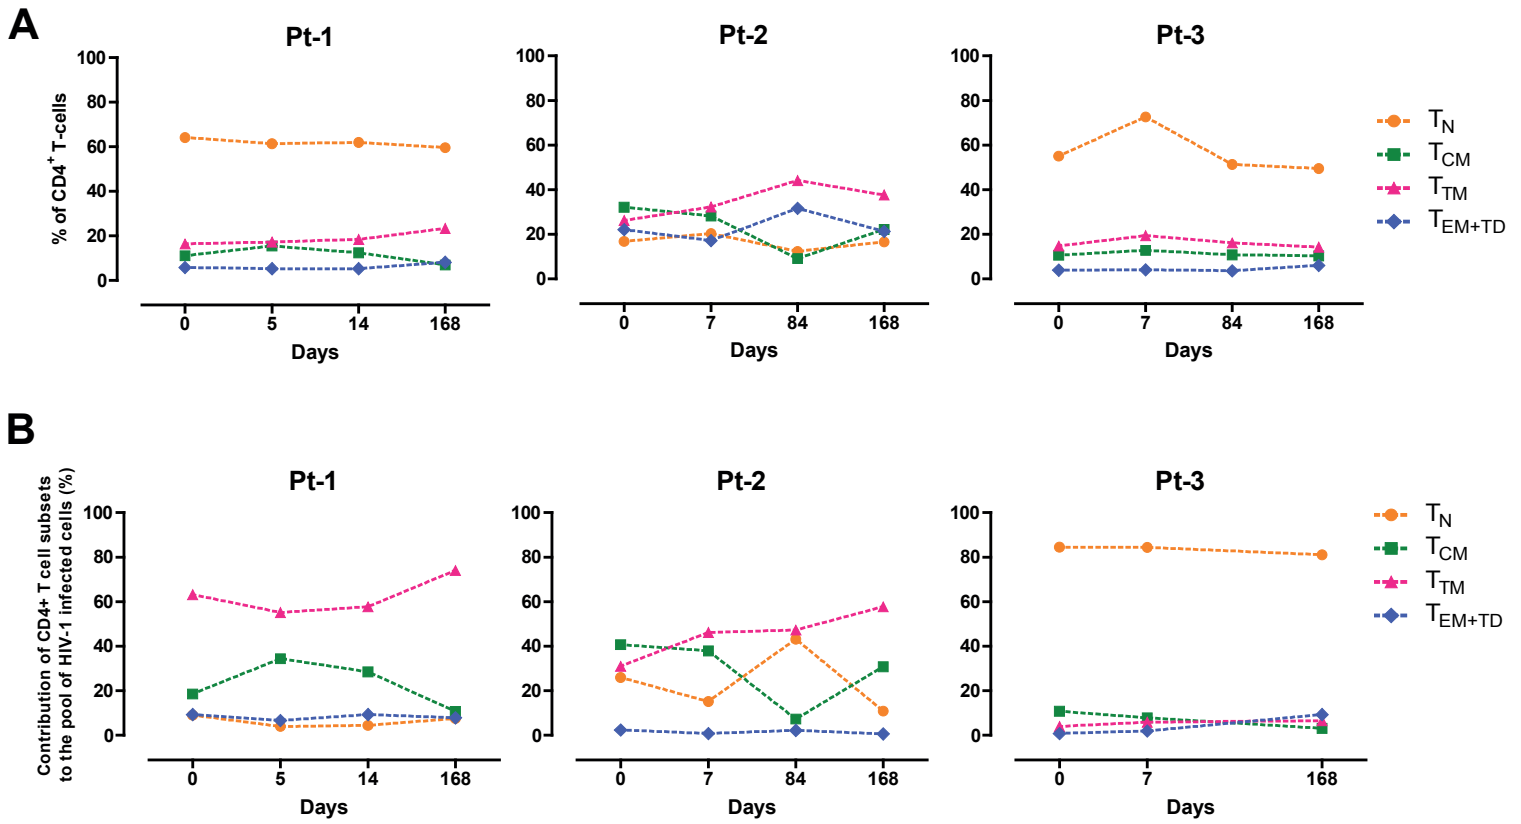 A
Pt-1
Pt-2
Pt-3
% of CD4+ T-cells
100
80
60
40
20
0
0 5 14 168
Days
100
80
60
40
20
0
0 7 84 168
Days
100
80
60
40
20
0
0 7 84 168
Days
TN
TCM
TTM
TEM+TD
B
Pt-1
Pt-2
Pt-3
Contribution of CD4+ T cell subsets
to the pool of HIV-1 infected cells (%)
100
80
60
40
20
0
0 5 14 168
Days
100
80
60
40
20
0
0 7 84 168
Days
100
80
60
40
20
0
0 7 168
Days
TN
TCM
TTM
TEM+TD